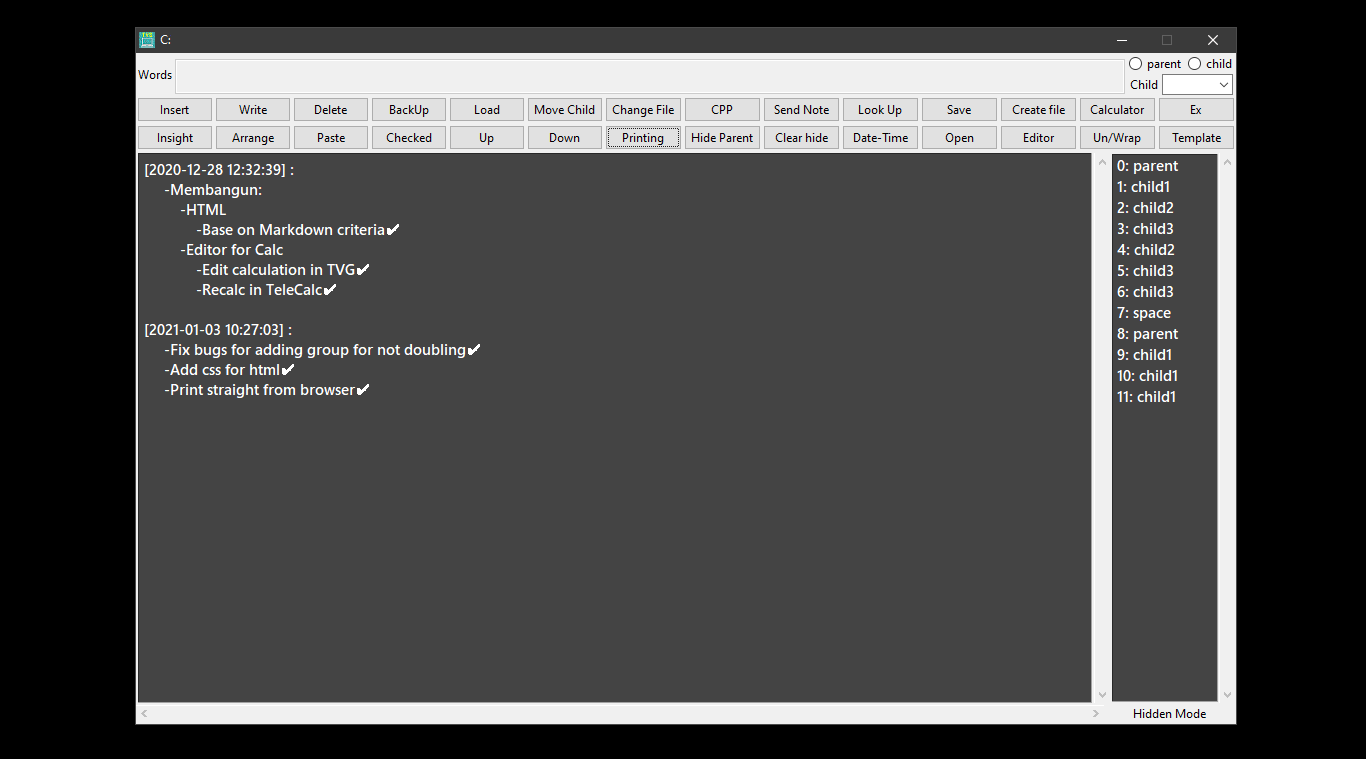 C:
Words
parent child
Child
Insert Write Delete BackUp Load Move Child Change File CPP Send Note Look Up Save Create file Calculator Ex
Insight Arrange Paste Checked Up Down Printing Hide Parent Clear hide Date-Time Open Editor Un/Wrap Template
[2020-12-28 12:32:39] :
-Membangun:
-HTML
-Base on Markdown criteria✔
-Editor for Calc
-Edit calculation in TVG✔
-Recalc in TeleCalc✔
[2021-01-03 10:27:03] :
-Fix bugs for adding group for not doubling✔
-Add css for html✔
-Print straight from browser✔
0: parent
1: child1
2: child2
3: child3
4: child2
5: child3
6: child3
7: space
8: parent
9: child1
10: child1
11: child1
Hidden Mode